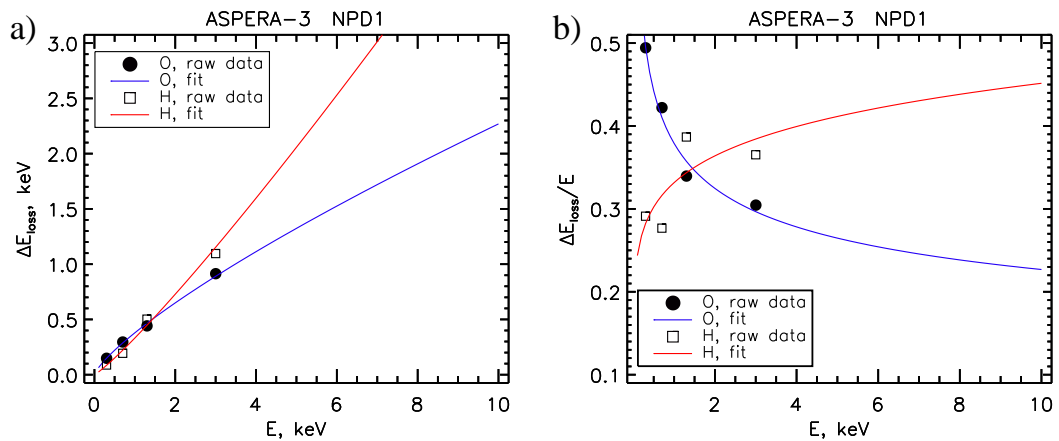 a)
ASPERA-3 NPD1
3.0
2.5
2.0
1.5
1.0
0.5
0.0
ΔE_loss, keV
O, raw data
O, fit
H, raw data
H, fit
0 2 4 6 8 10
E, keV
b)
ASPERA-3 NPD1
0.5
0.4
0.3
0.2
0.1
ΔE_loss/E
O, raw data
O, fit
H, raw data
H, fit
2 4 6 8 10
E, keV